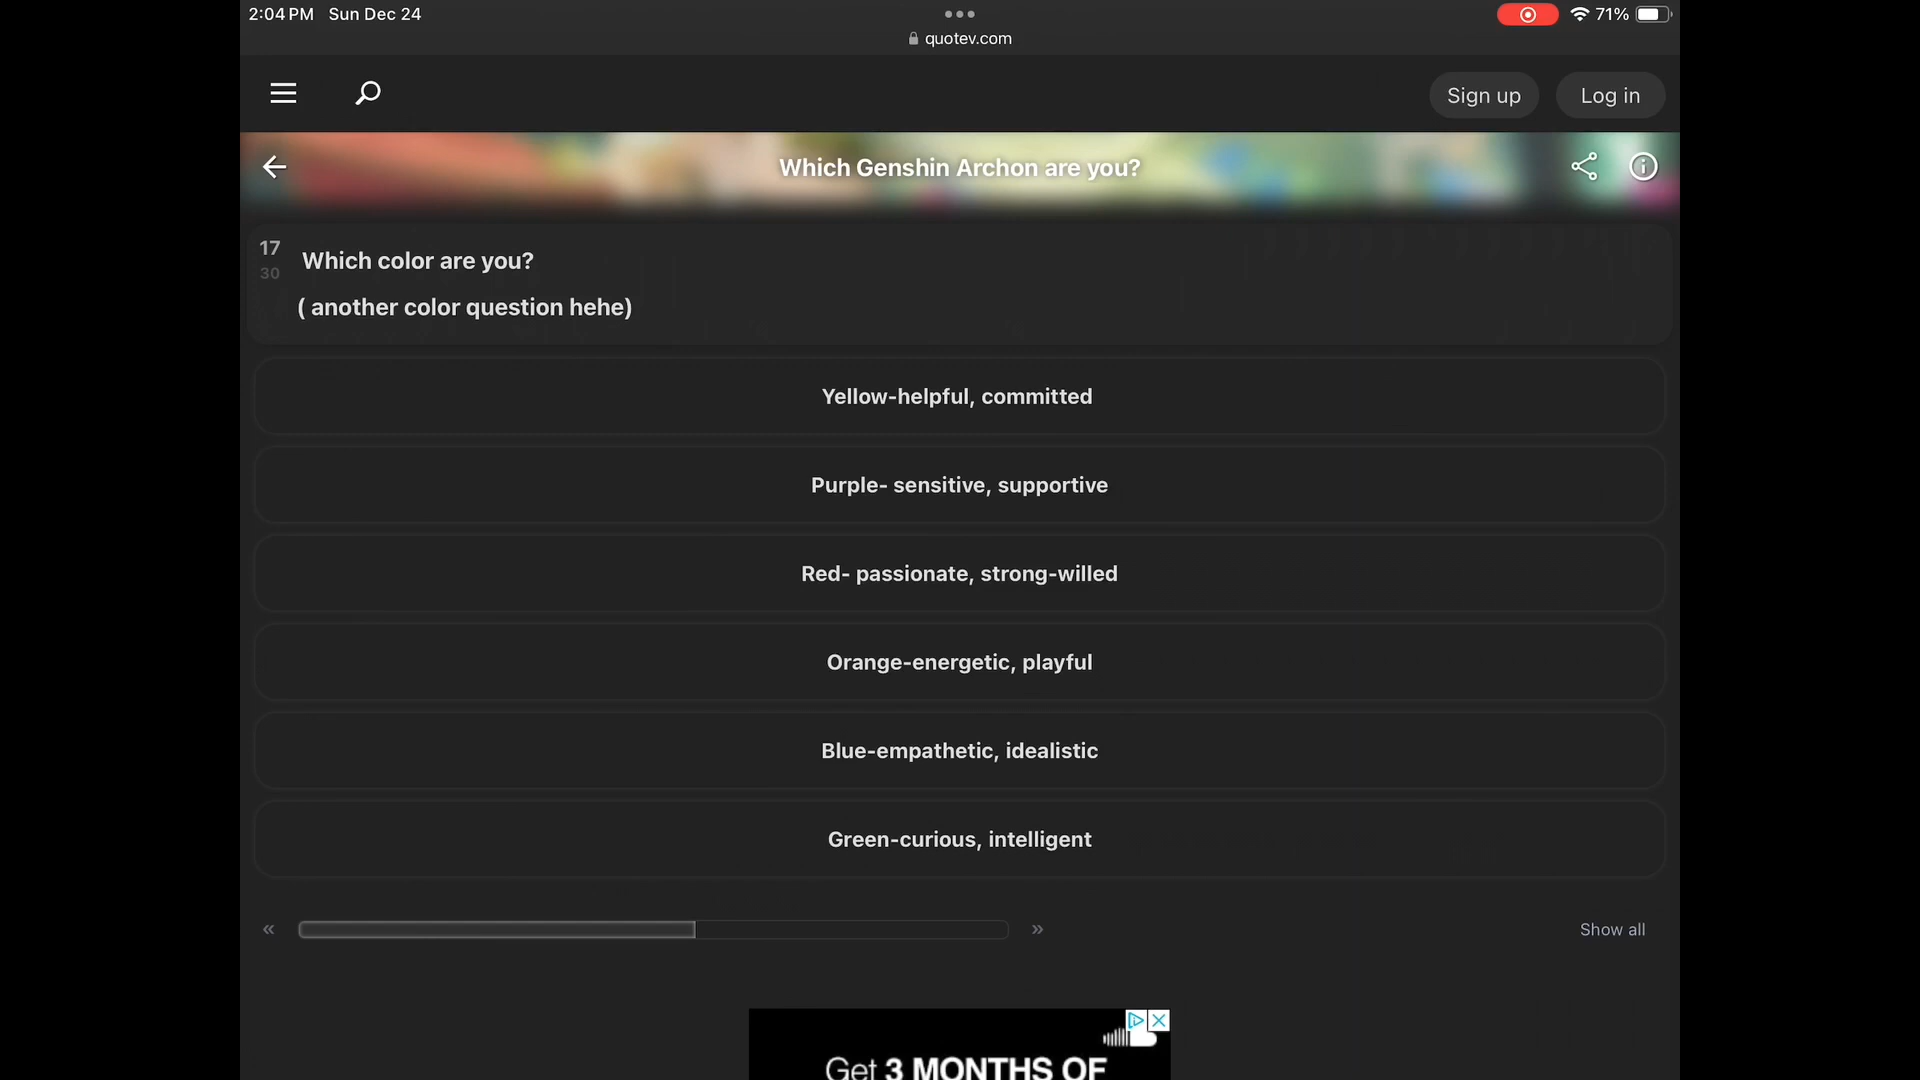 2:04 PM Sun Dec 24
71%
quotev.com
Sign up
Log in
Which Genshin Archon are you?
17
30
Which color are you?
( another color question hehe)
Yellow-helpful, committed
Purple- sensitive, supportive
Red- passionate, strong-willed
Orange-energetic, playful
Blue-empathetic, idealistic
Green-curious, intelligent
« »
Show all
Get 3 MONTHS OF